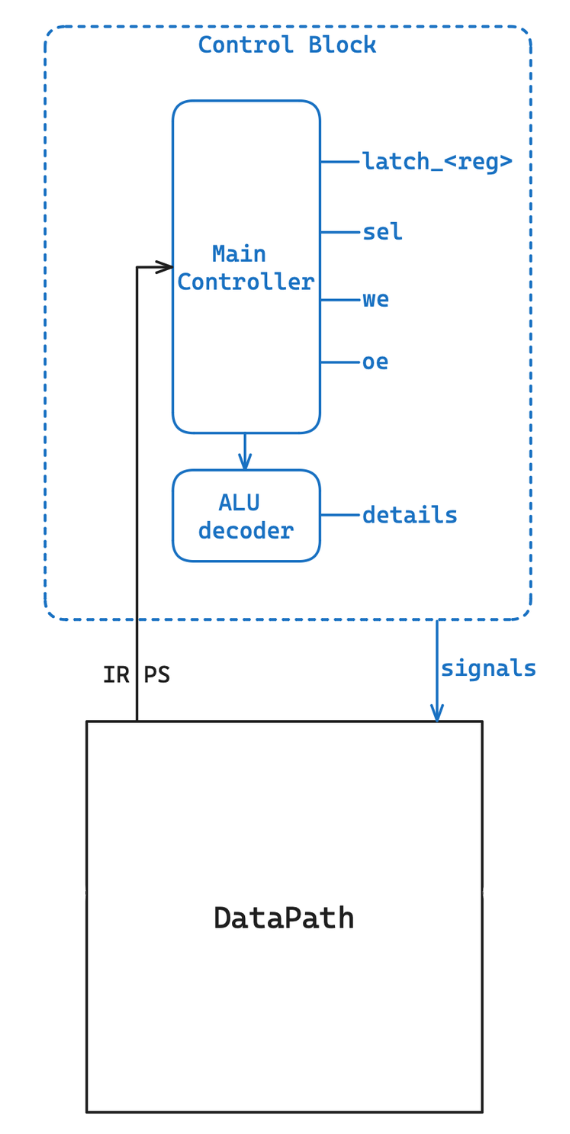 Control Block
latch_<reg>
sel
Main
Controller
we
oe
ALU
decoder
details
IR PS
signals
DataPath